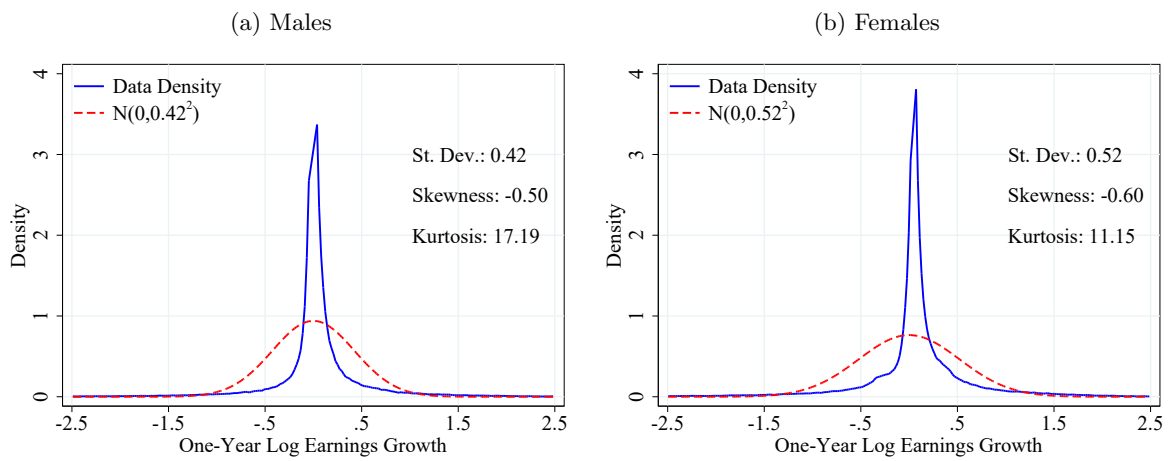 (a) Males
Data Density
N(0,0.42²)
St. Dev.: 0.42
Skewness: -0.50
Kurtosis: 17.19
Density
0
1
2
3
4
-2.5 -1.5 -.5 .5 1.5 2.5
One-Year Log Earnings Growth
(b) Females
Data Density
N(0,0.52²)
St. Dev.: 0.52
Skewness: -0.60
Kurtosis: 11.15
Density
0
1
2
3
4
-2.5 -1.5 -.5 .5 1.5 2.5
One-Year Log Earnings Growth